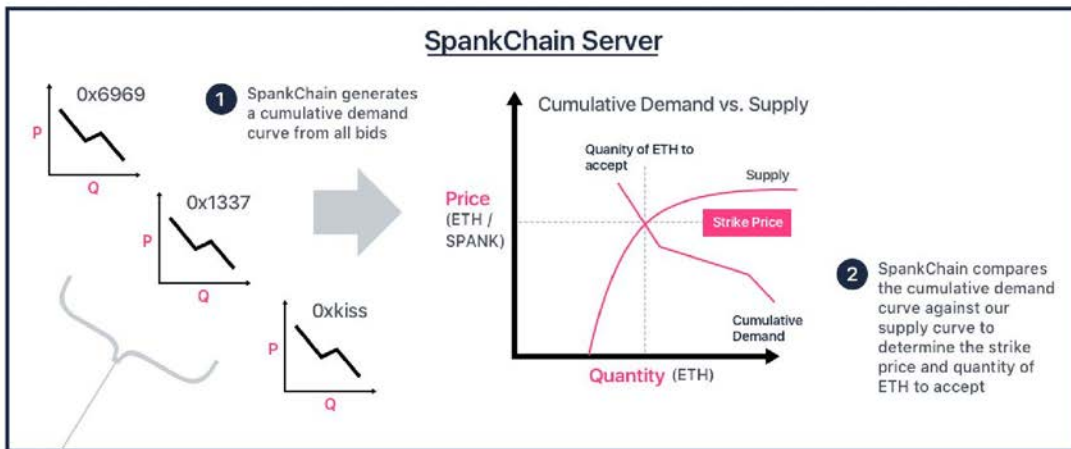 SpankChain Server
0x6969
P
Q
1
SpankChain generates
a cumulative demand
curve from all bids
0x1337
P
Q
0xkiss
P
Q
Cumulative Demand vs. Supply
Quanity of ETH to
accept
Supply
Price
(ETH /
SPANK)
Strike Price
Cumulative
Demand
Quantity (ETH)
2
SpankChain compares
the cumulative demand
curve against our
supply curve to
determine the strike
price and quantity of
ETH to accept